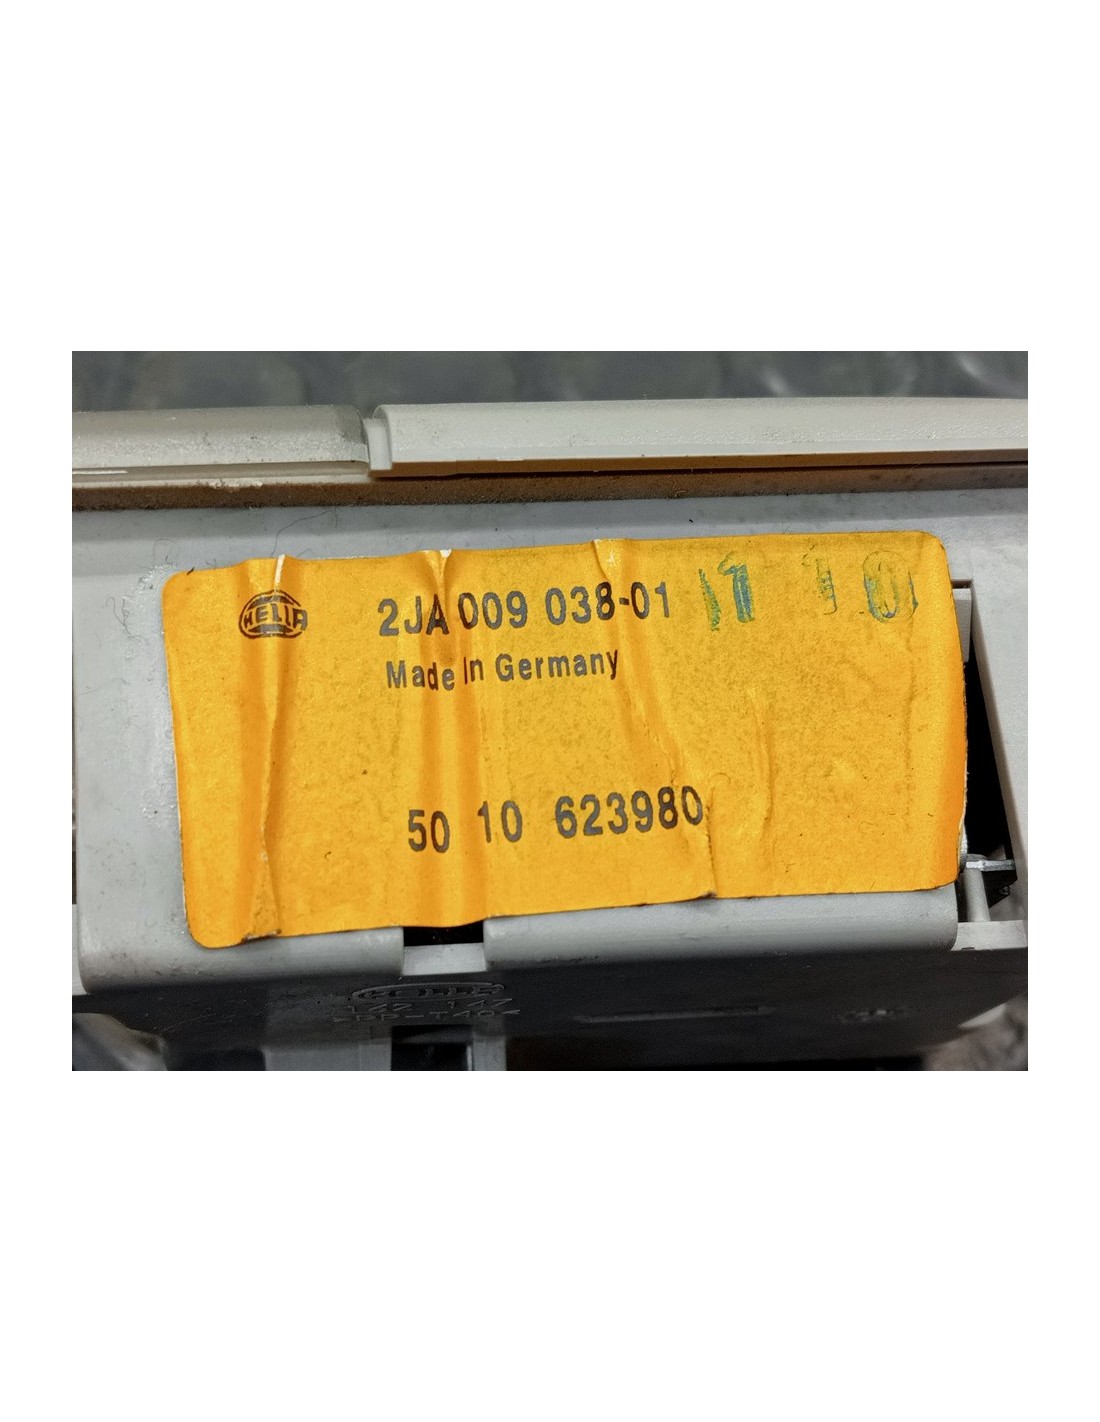 HELLA
2JA 009 038-01
Made In Germany
50 10 623980